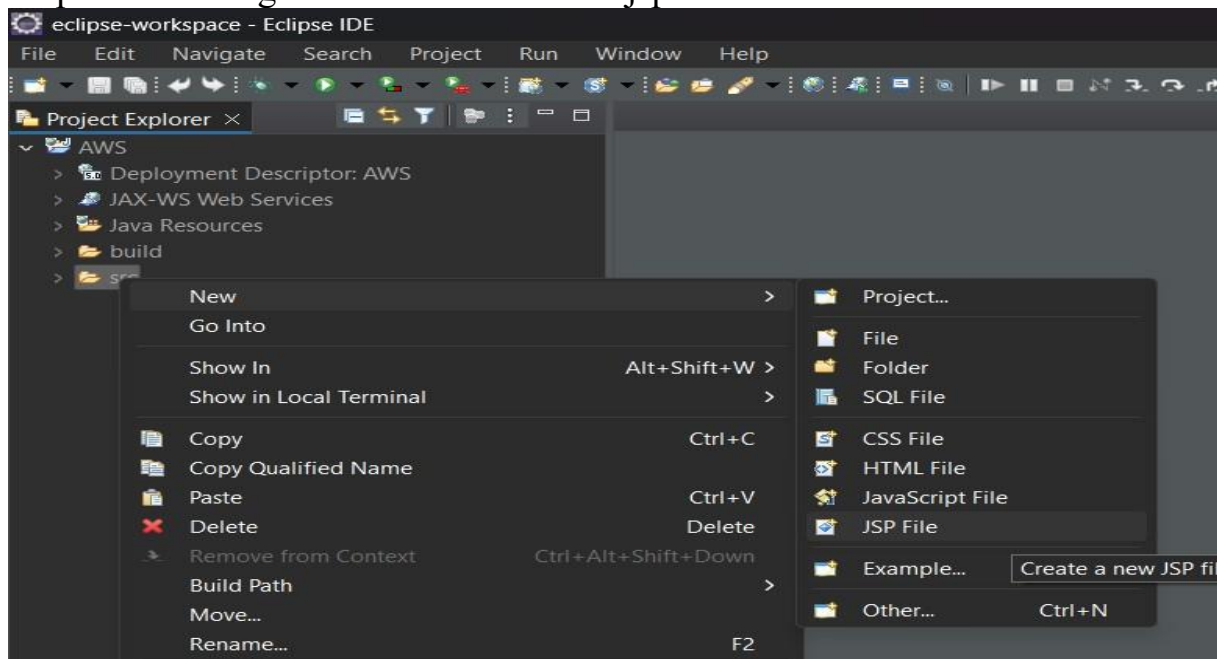 eclipse-workspace - Eclipse IDE
File Edit Navigate Search Project Run Window Help
Project Explorer
AWS
Deployment Descriptor: AWS
JAX-WS Web Services
Java Resources
build
src
New
Go Into
Show In Alt+Shift+W >
Show in Local Terminal >
Copy Ctrl+C
Copy Qualified Name
Paste Ctrl+V
Delete Delete
Remove from Context Ctrl+Alt+Shift+Down
Build Path >
Move...
Rename... F2
Project...
File
Folder
SQL File
CSS File
HTML File
JavaScript File
JSP File
Example...
Create a new JSP fil
Other... Ctrl+N